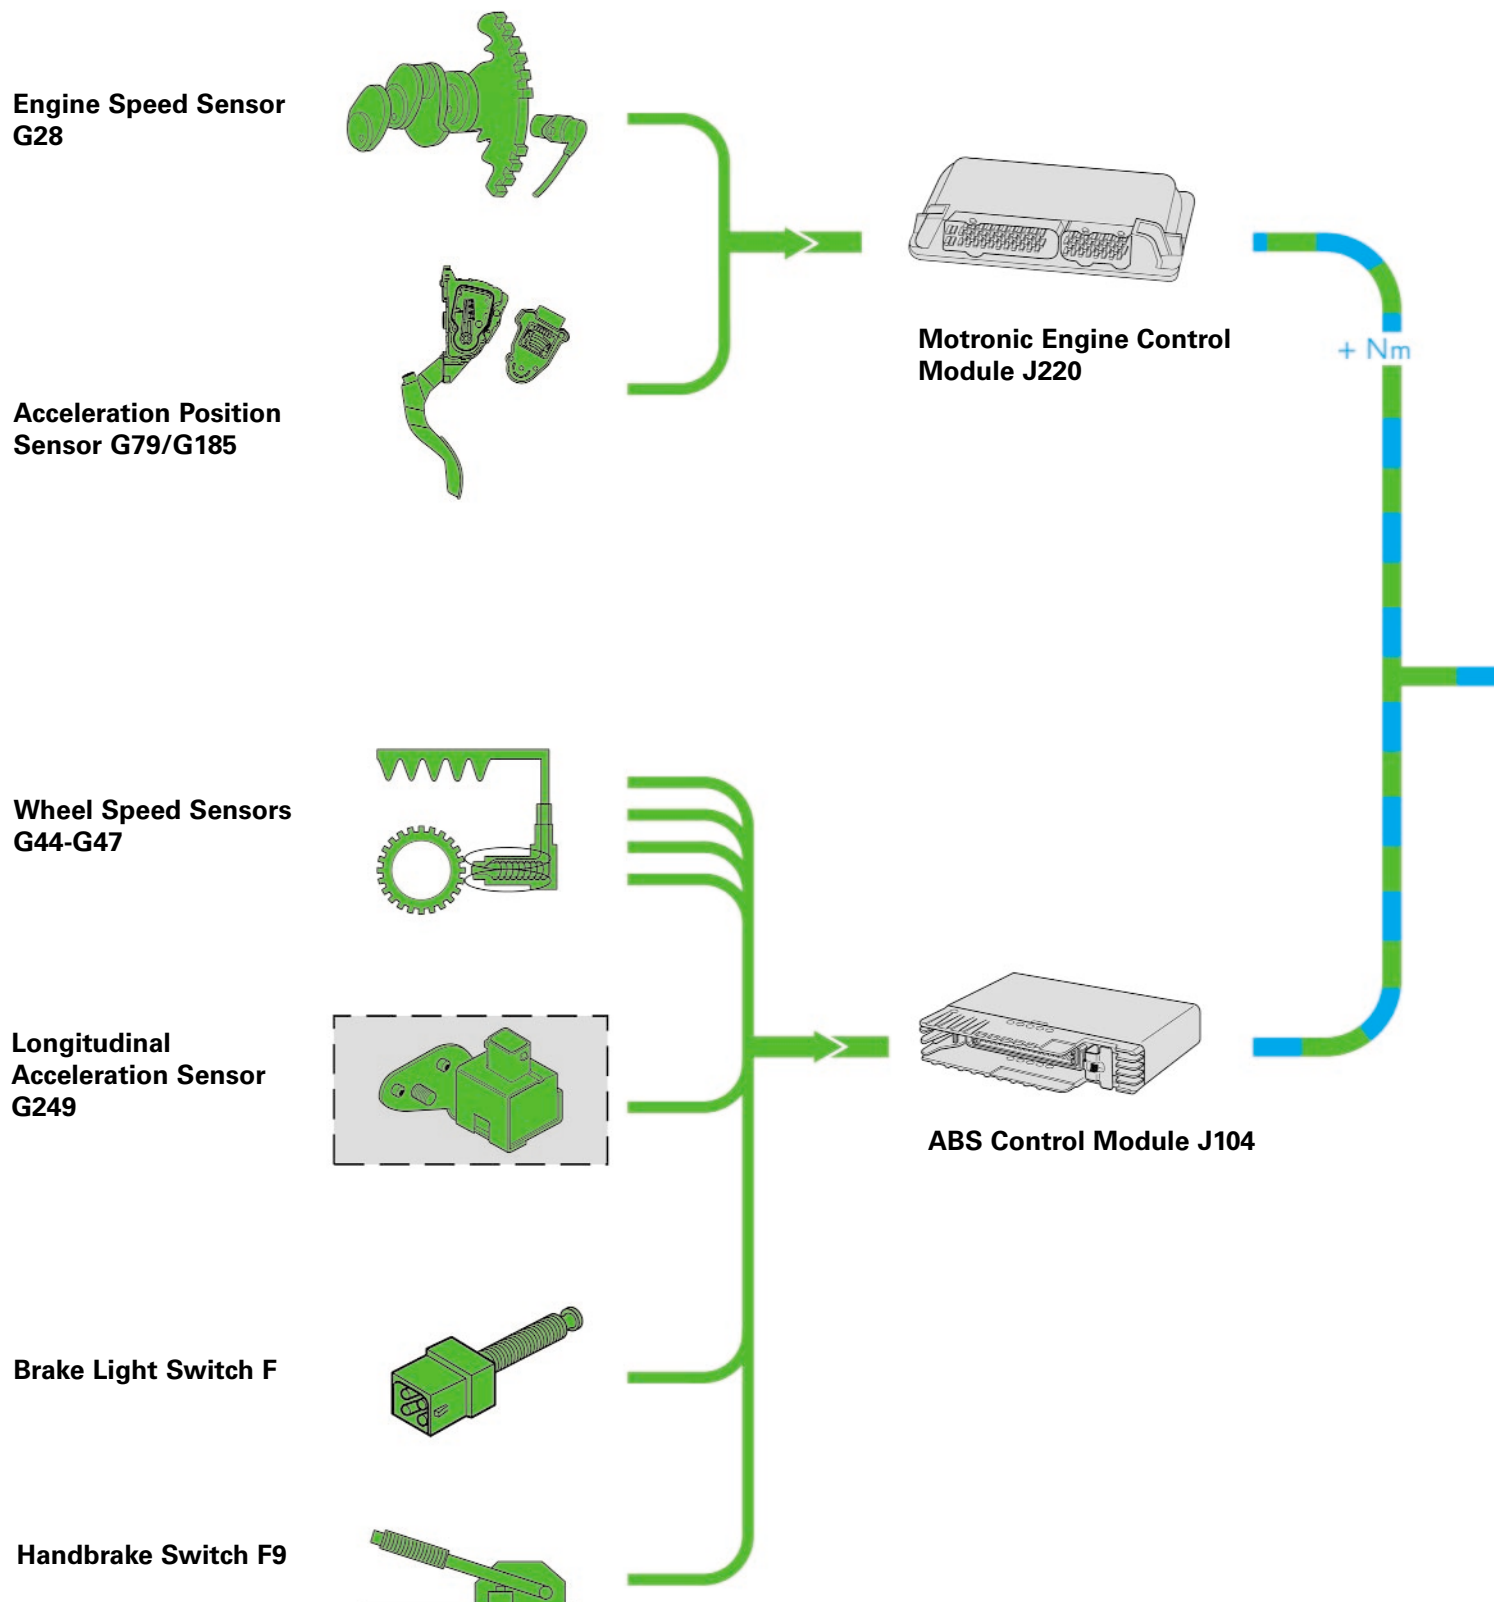 Engine Speed Sensor
G28
Acceleration Position
Sensor G79/G185
Motronic Engine Control
Module J220
+ Nm
Wheel Speed Sensors
G44-G47
Longitudinal
Acceleration Sensor
G249
ABS Control Module J104
Brake Light Switch F
Handbrake Switch F9